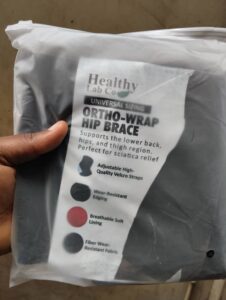 Healthy
Lab Co
UNIVERSAL SIZING
ORTHO-WRAP
HIP BRACE
Supports the lower back,
hips, and thigh region.
Perfect for sciatica relief
Adjustable High-
Quality Velcro Straps
Wear-Resistant
Edging
Breathable Soft
Lining
Fiber Wear-
Resistant Fabric